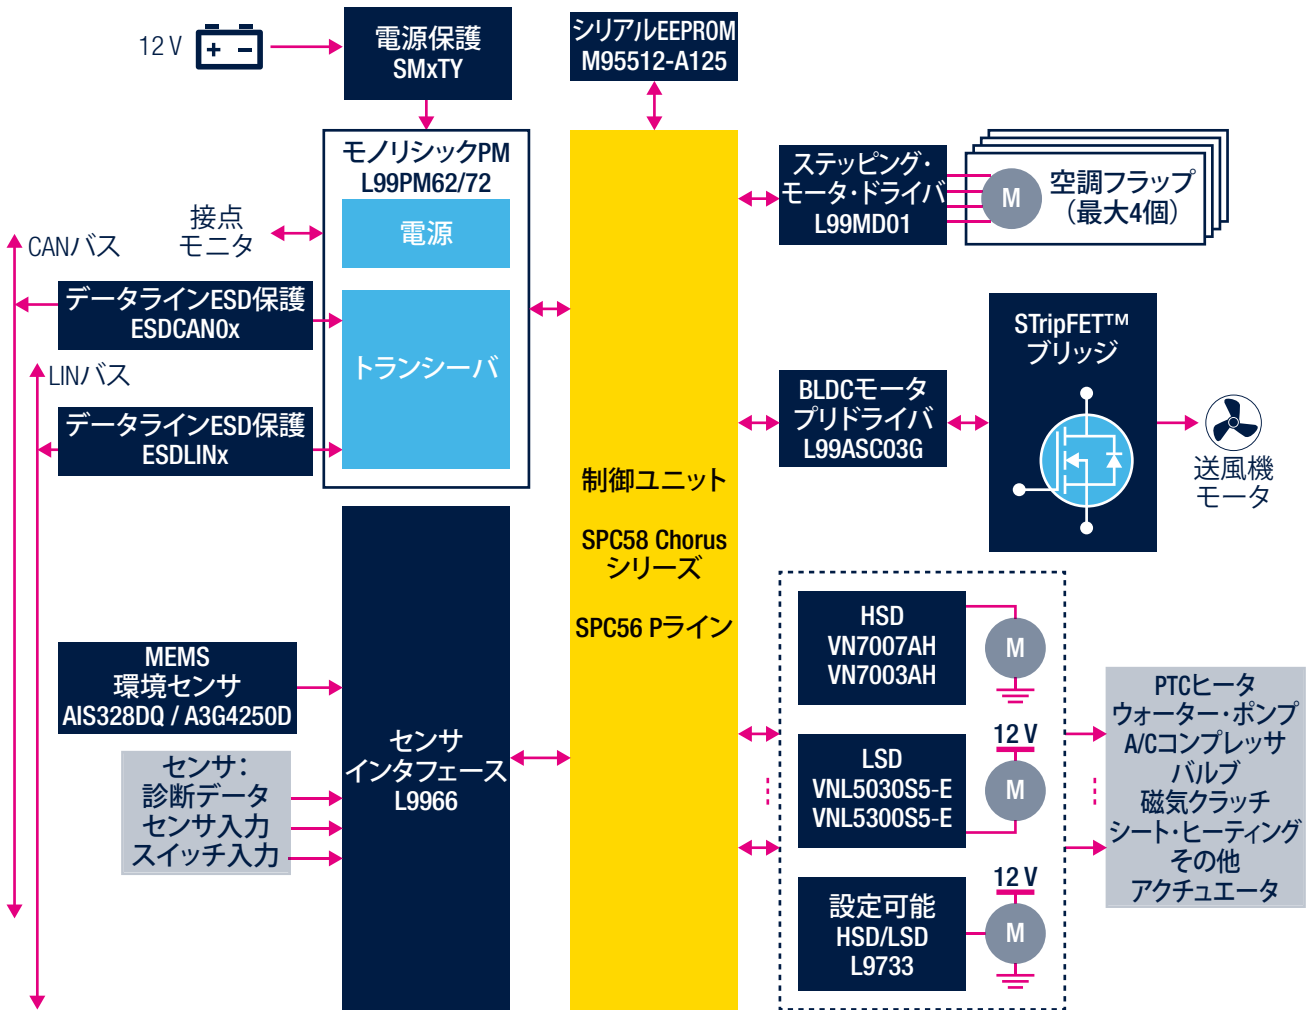 12 V
電源保護
SMxTY
シリアルEEPROM
M95512-A125
モノリシックPM
L99PM62/72
電源
トランシーバ
接点
モニタ
CANバス
データラインESD保護
ESDCAN0x
LINバス
データラインESD保護
ESDLINx
MEMS
環境センサ
AIS328DQ / A3G4250D
センサ：
診断データ
センサ入力
スイッチ入力
センサ
インタフェース
L9966
制御ユニット
SPC58 Chorus
シリーズ
SPC56 Pライン
ステッピング・
モータ・ドライバ
L99MD01
M
空調フラップ
（最大4個）
BLDCモータ
プリドライバ
L99ASC03G
STripFET™
ブリッジ
送風機
モータ
HSD
VN7007AH
VN7003AH
M
LSD
VNL5030S5-E
VNL5300S5-E
12 V
M
設定可能
HSD/LSD
L9733
12 V
M
PTCヒータ
ウォーター・ポンプ
A/Cコンプレッサ
バルブ
磁気クラッチ
シート・ヒーティング
その他
アクチュエータ